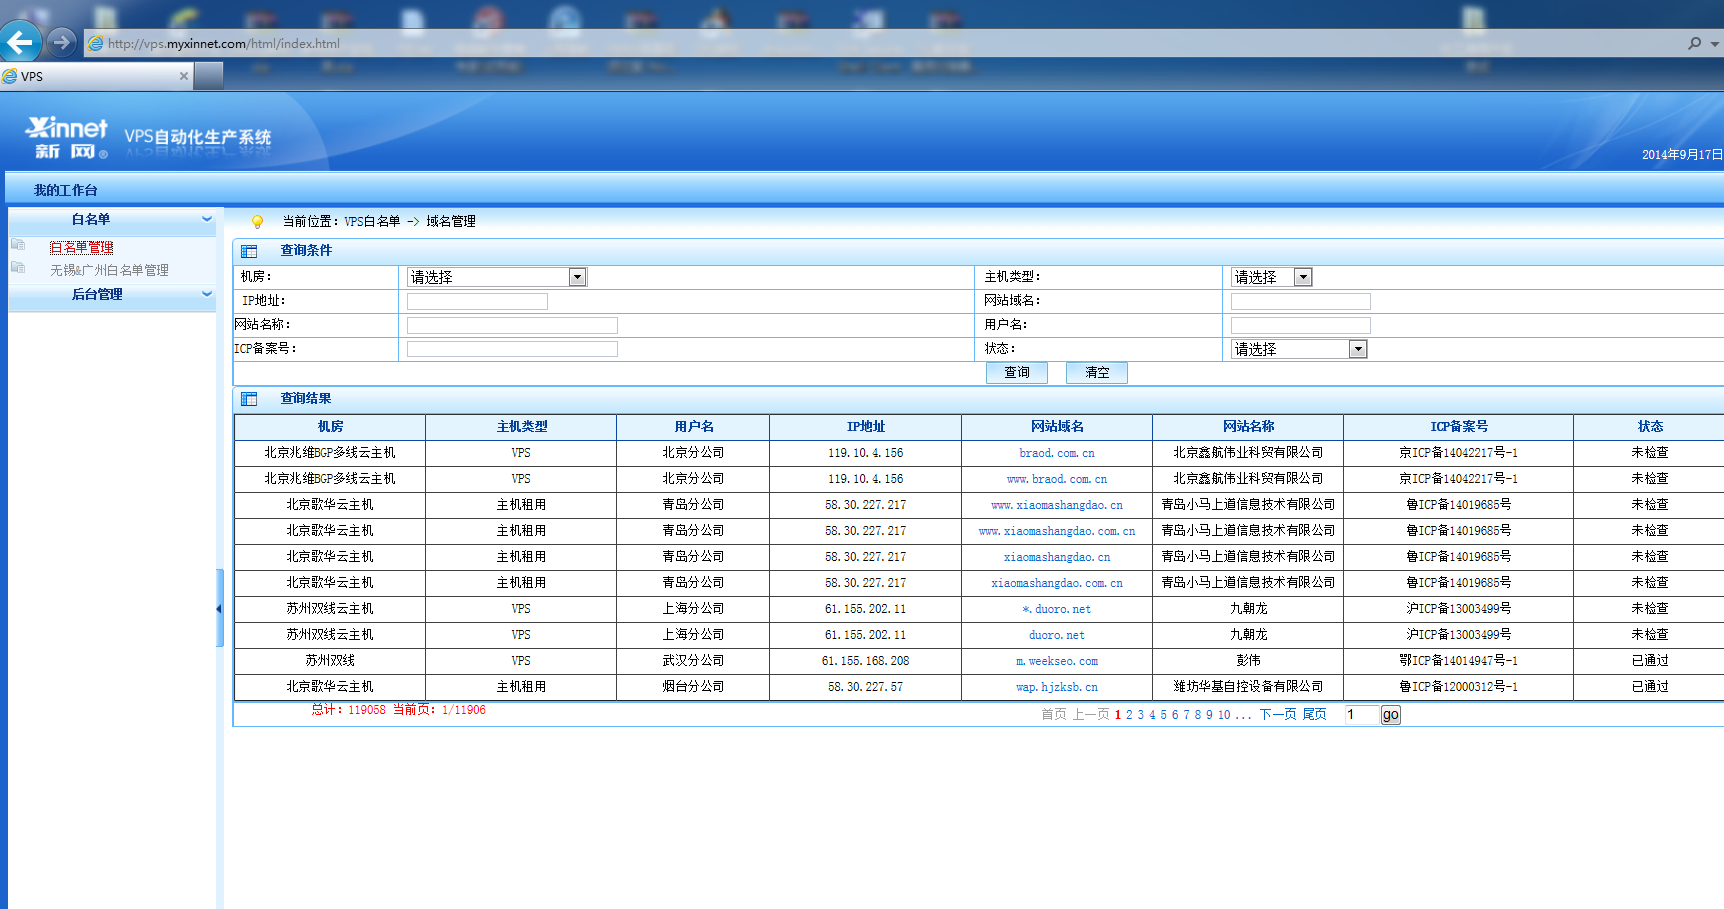 http://vps.myxinnet.com/html/index.html
VPS
Xinnet
新 网®
VPS自动化生产系统
2014年9月17日
我的工作台
白名单
白名单管理
无锡&广州白名单管理
后台管理
当前位置：VPS白名单 -> 域名管理
查询条件
机房： 请选择 主机类型： 请选择
IP地址： 网站域名：
网站名称： 用户名：
ICP备案号： 状态： 请选择
查询 清空
查询结果
机房 主机类型 用户名 IP地址 网站域名 网站名称 ICP备案号 状态
北京兆维BGP多线云主机 VPS 北京分公司 119.10.4.156 braod.com.cn 北京鑫航伟业科贸有限公司 京ICP备14042217号-1 未检查
北京兆维BGP多线云主机 VPS 北京分公司 119.10.4.156 www.braod.com.cn 北京鑫航伟业科贸有限公司 京ICP备14042217号-1 未检查
北京歌华云主机 主机租用 青岛分公司 58.30.227.217 www.xiaomashangdao.cn 青岛小马上道信息技术有限公司 鲁ICP备14019685号 未检查
北京歌华云主机 主机租用 青岛分公司 58.30.227.217 www.xiaomashangdao.com.cn 青岛小马上道信息技术有限公司 鲁ICP备14019685号 未检查
北京歌华云主机 主机租用 青岛分公司 58.30.227.217 xiaomashangdao.cn 青岛小马上道信息技术有限公司 鲁ICP备14019685号 未检查
北京歌华云主机 主机租用 青岛分公司 58.30.227.217 xiaomashangdao.com.cn 青岛小马上道信息技术有限公司 鲁ICP备14019685号 未检查
苏州双线云主机 VPS 上海分公司 61.155.202.11 *.duoro.net 九朝龙 沪ICP备13003499号 未检查
苏州双线云主机 VPS 上海分公司 61.155.202.11 duoro.net 九朝龙 沪ICP备13003499号 未检查
苏州双线 VPS 武汉分公司 61.155.168.208 m.weekseo.com 彭伟 鄂ICP备14014947号-1 已通过
北京歌华云主机 主机租用 烟台分公司 58.30.227.57 wap.hjzksb.cn 潍坊华基自控设备有限公司 鲁ICP备12000312号-1 已通过
总计：119058 当前页：1/11906
首页 上一页 1 2 3 4 5 6 7 8 9 10 ... 下一页 尾页 1 go